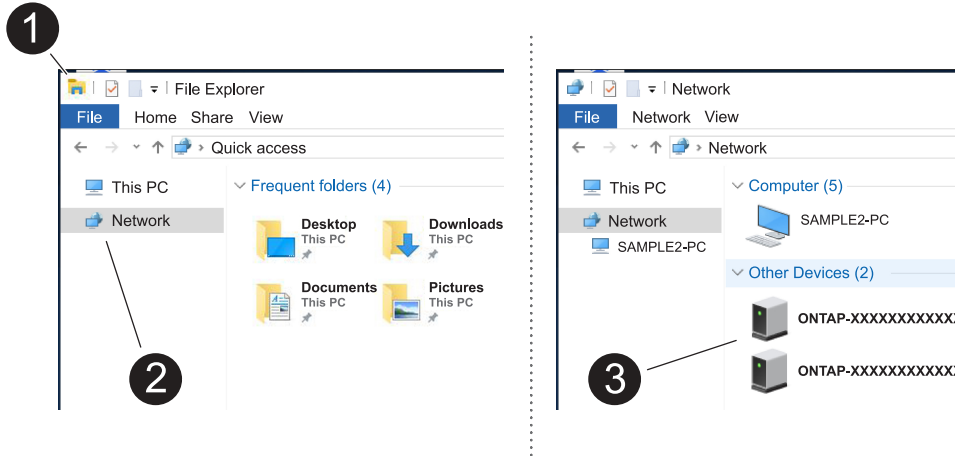 1
File Explorer
File Home Share View
Quick access
This PC
Network
Frequent folders (4)
Desktop
This PC
Downloads
This PC
Documents
This PC
Pictures
This PC
2
Network
File Network View
Network
This PC
Network
SAMPLE2-PC
Computer (5)
SAMPLE2-PC
Other Devices (2)
ONTAP-XXXXXXXXXXX
ONTAP-XXXXXXXXXXX
3